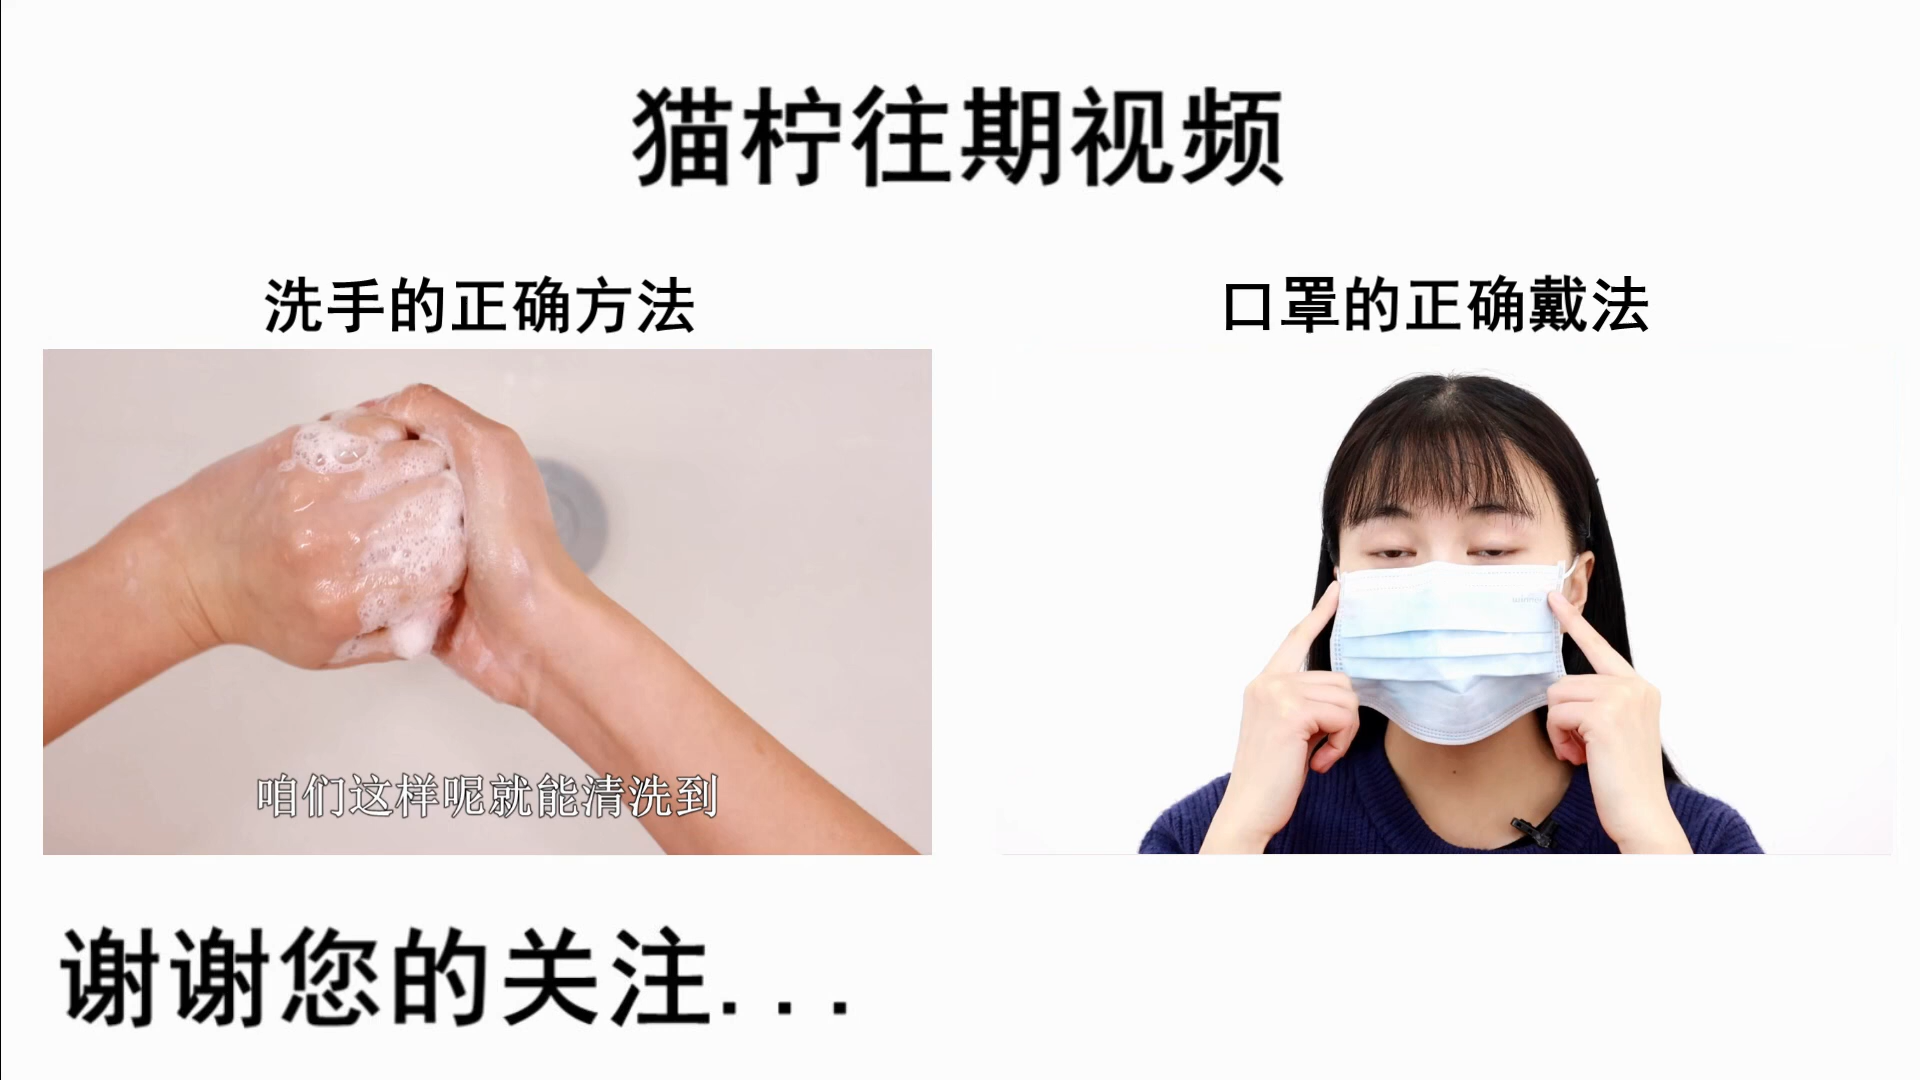 猫柠往期视频
洗手的正确方法
口罩的正确戴法
咱们这样呢就能清洗到
谢谢您的关注...